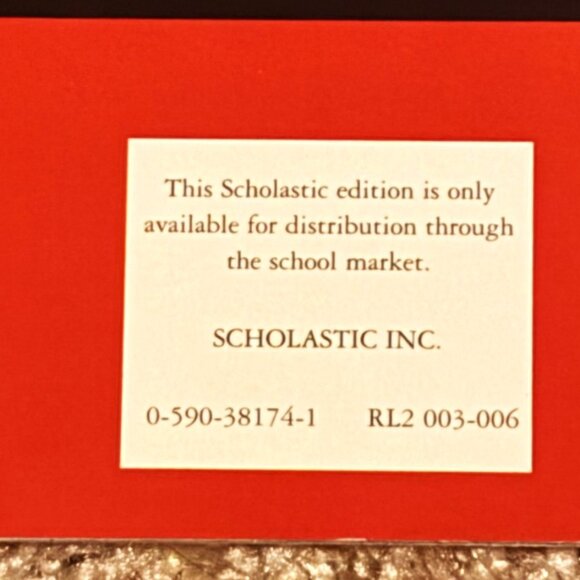 This Scholastic edition is only
available for distribution through
the school market.
SCHOLASTIC INC.
0-590-38174-1 RL2 003-006